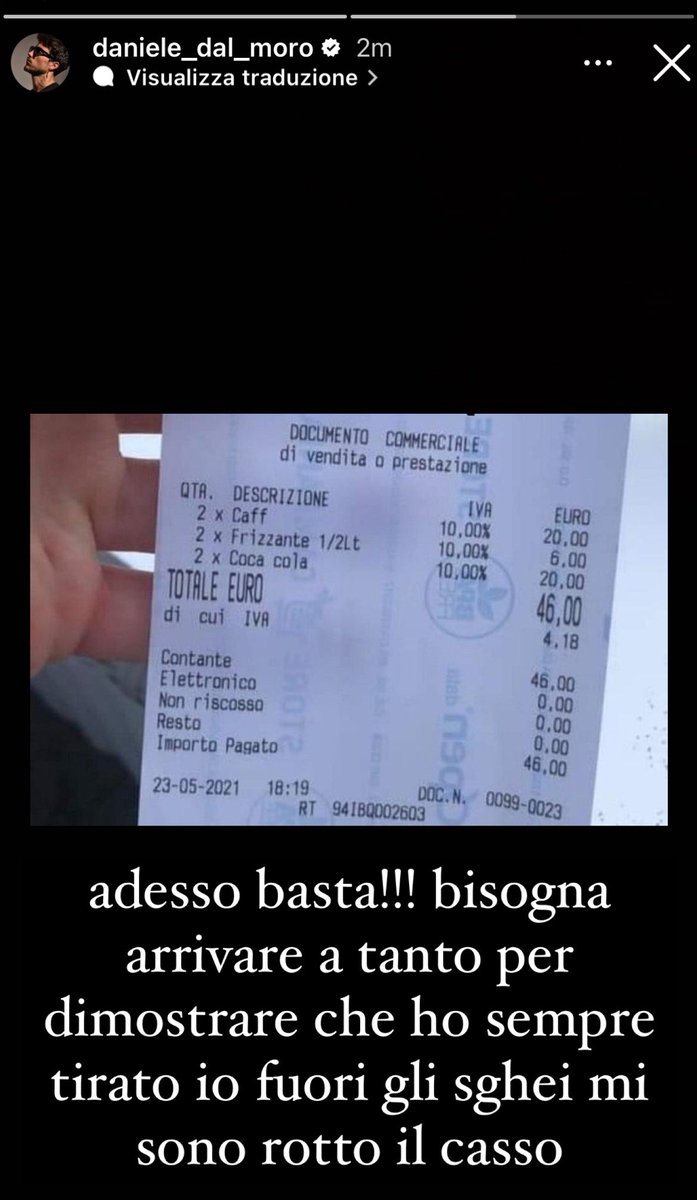 daniele_dal_moro 2m
Visualizza traduzione
DOCUMENTO COMMERCIALE
di vendita o prestazione
QTA. DESCRIZIONE IVA EURO
2 x Caff 10,00% 20,00
2 x Frizzante 1/2Lt 10,00% 6,00
2 x Coca cola 10,00% 20,00
TOTALE EURO 46,00
di cui IVA 4,18
Contante 46,00
Elettronico 0,00
Non riscosso 0,00
Resto 0,00
Importo Pagato 46,00
23-05-2021 18:19 DOC.N. 0099-0023
RT 94IBQ002603
adesso basta!!! bisogna
arrivare a tanto per
dimostrare che ho sempre
tirato io fuori gli sghei mi
sono rotto il casso